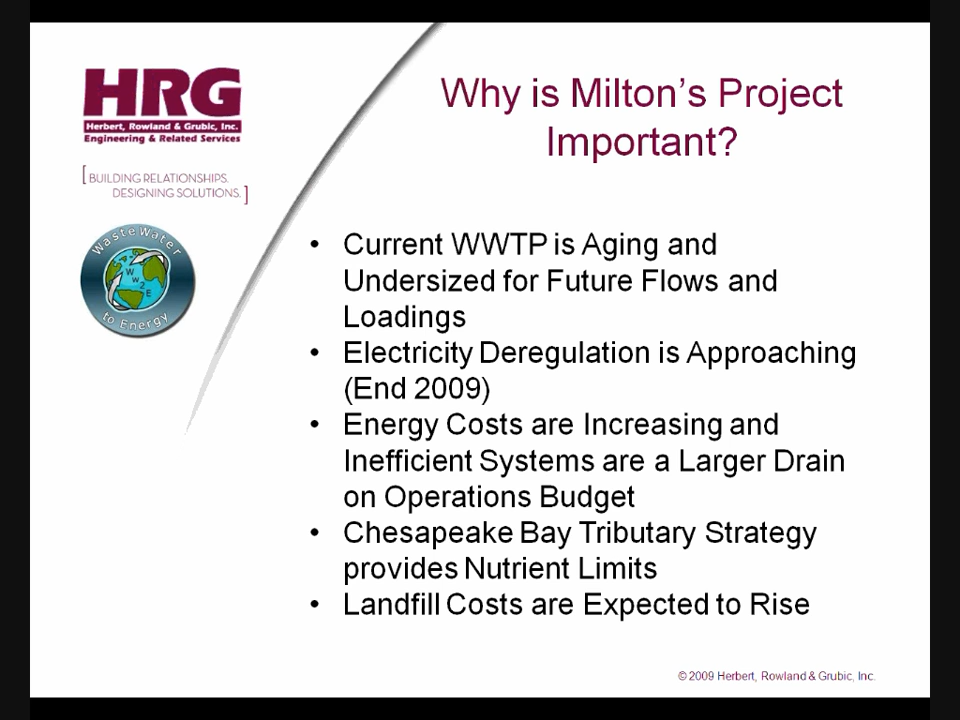 HRG
Herbert, Rowland & Grubic, Inc.
Engineering & Related Services
[BUILDING RELATIONSHIPS.
DESIGNING SOLUTIONS.]
WasteWater
WW2E
to Energy
Why is Milton's Project
Important?
• Current WWTP is Aging and
Undersized for Future Flows and
Loadings
• Electricity Deregulation is Approaching
(End 2009)
• Energy Costs are Increasing and
Inefficient Systems are a Larger Drain
on Operations Budget
• Chesapeake Bay Tributary Strategy
provides Nutrient Limits
• Landfill Costs are Expected to Rise
© 2009 Herbert, Rowland & Grubic, Inc.